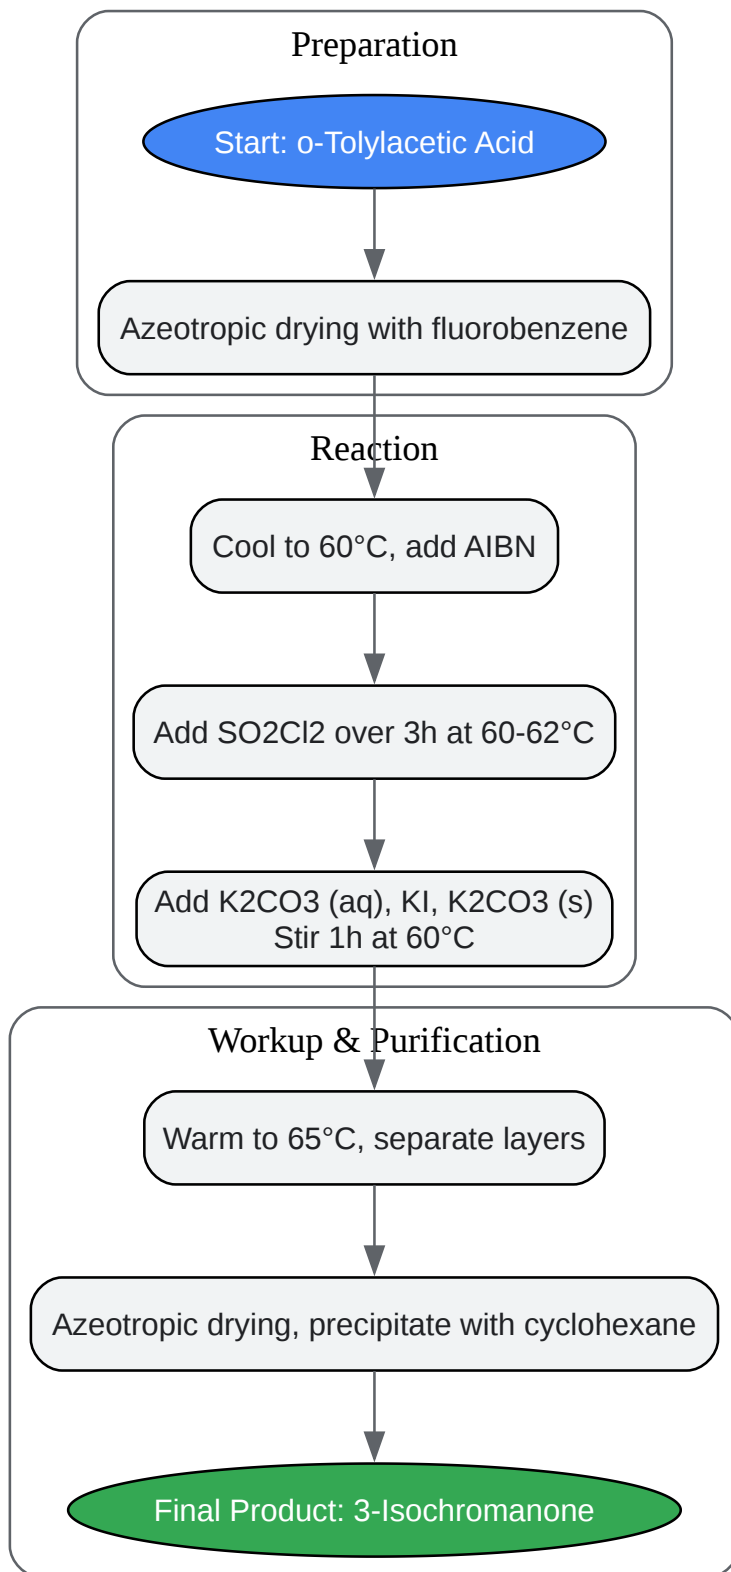 Preparation
Start: o-Tolylacetic Acid
Azeotropic drying with fluorobenzene
Reaction
Cool to 60°C, add AIBN
Add SO2Cl2 over 3h at 60-62°C
Add K2CO3 (aq), KI, K2CO3 (s)
Stir 1h at 60°C
Workup & Purification
Warm to 65°C, separate layers
Azeotropic drying, precipitate with cyclohexane
Final Product: 3-Isochromanone